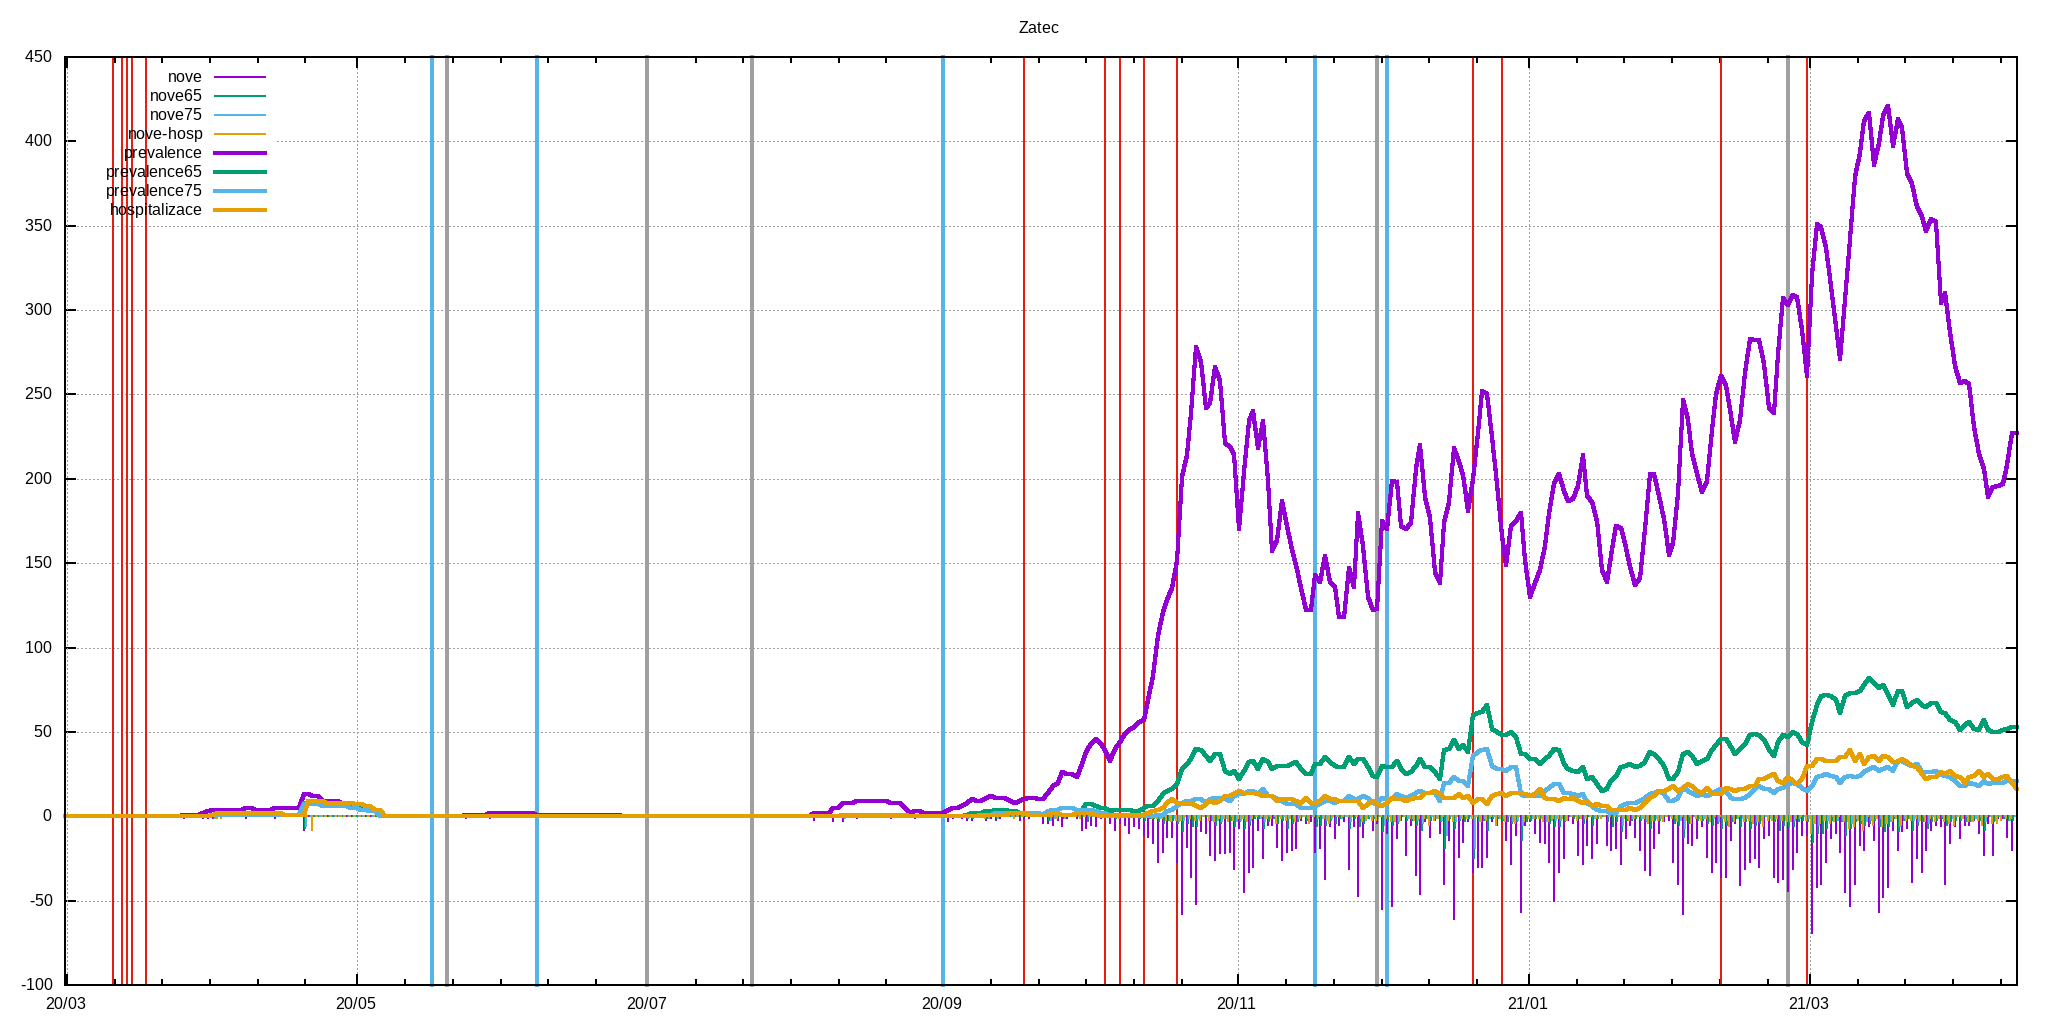 Zatec
450
400
350
300
250
200
150
100
50
0
-50
-100
nove
nove65
nove75
nove-hosp
prevalence
prevalence65
prevalence75
hospitalizace
20/03
20/05
20/07
20/09
20/11
21/01
21/03